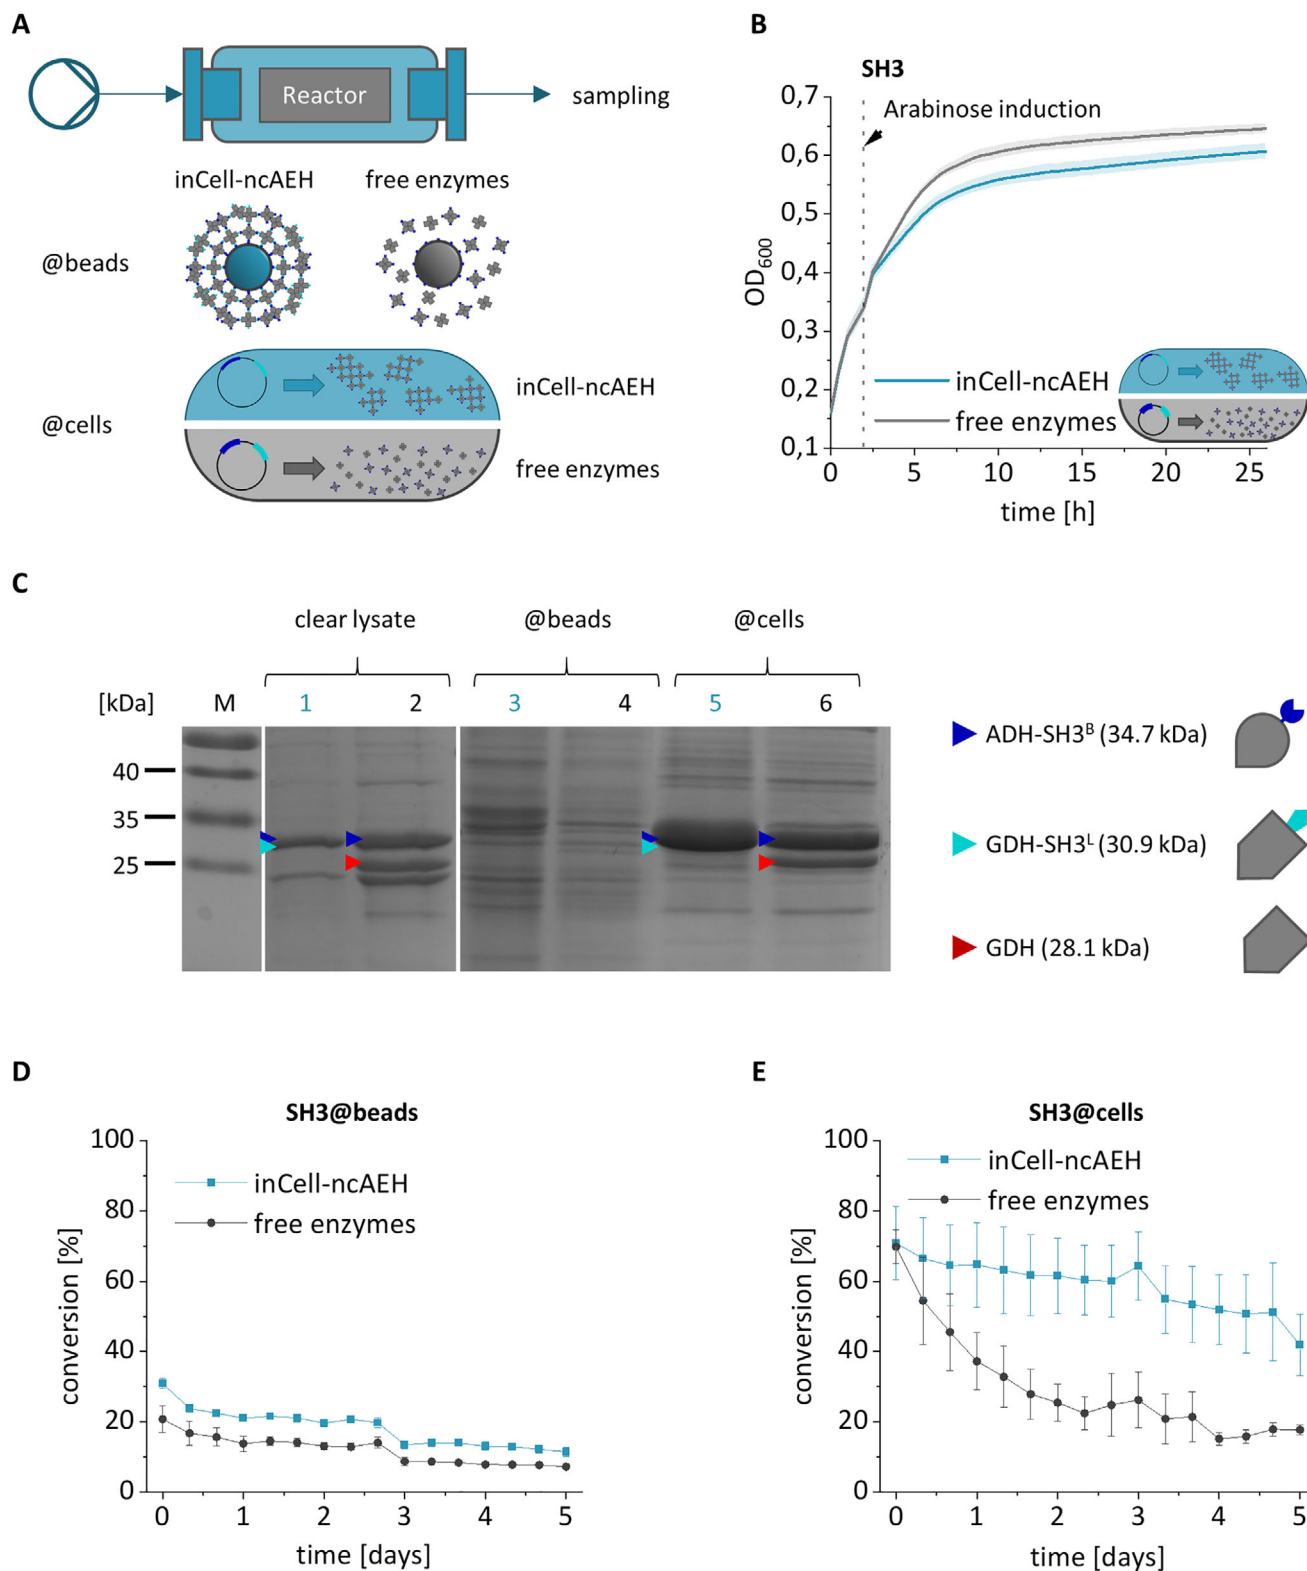 A
Reactor
sampling
inCell-ncAEH
free enzymes
@beads
@cells
inCell-ncAEH
free enzymes
B
SH3
Arabinose induction
0,7
0,6
0,5
0,4
0,3
0,2
0,1
OD600
inCell-ncAEH
free enzymes
0
5
10
15
20
25
time [h]
C
clear lysate
@beads
@cells
[kDa]
M
1
2
3
4
5
6
40
35
25
ADH-SH3ᴮ (34.7 kDa)
GDH-SH3ᴸ (30.9 kDa)
GDH (28.1 kDa)
D
SH3@beads
100
80
60
40
20
0
conversion [%]
inCell-ncAEH
free enzymes
0
1
2
3
4
5
time [days]
E
SH3@cells
100
80
60
40
20
0
conversion [%]
inCell-ncAEH
free enzymes
0
1
2
3
4
5
time [days]